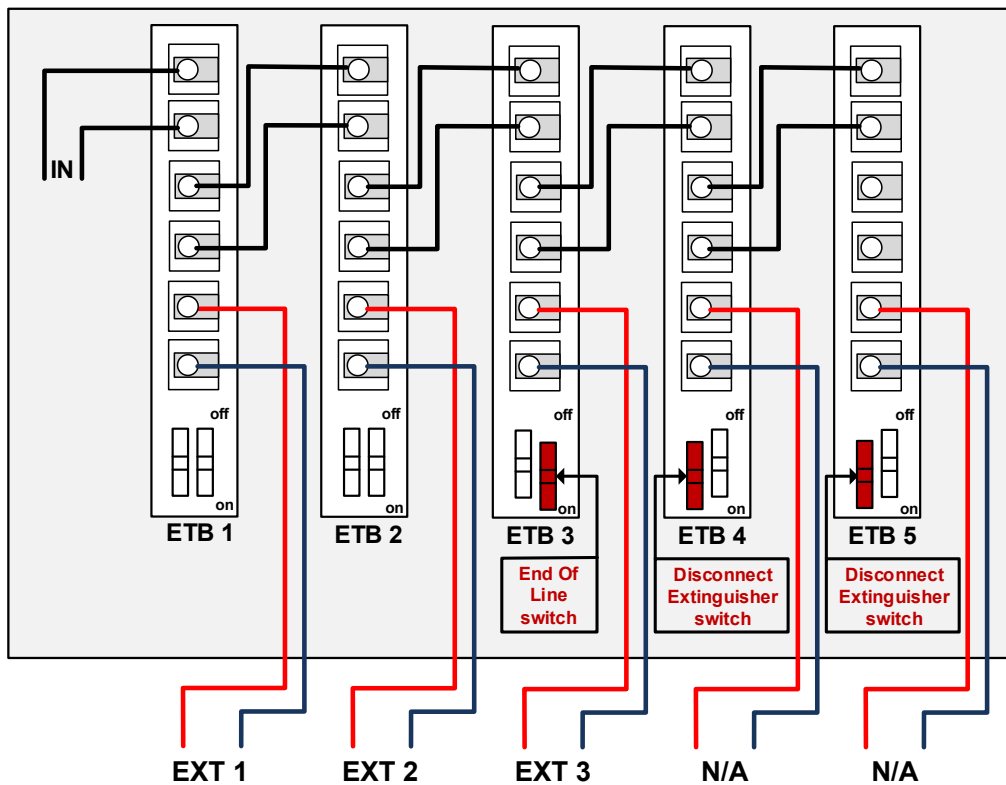 IN
off
off
off
off
off
on
on
on
on
on
ETB 1
ETB 2
ETB 3
ETB 4
ETB 5
End Of
Line
switch
Disconnect
Extinguisher
switch
Disconnect
Extinguisher
switch
EXT 1
EXT 2
EXT 3
N/A
N/A